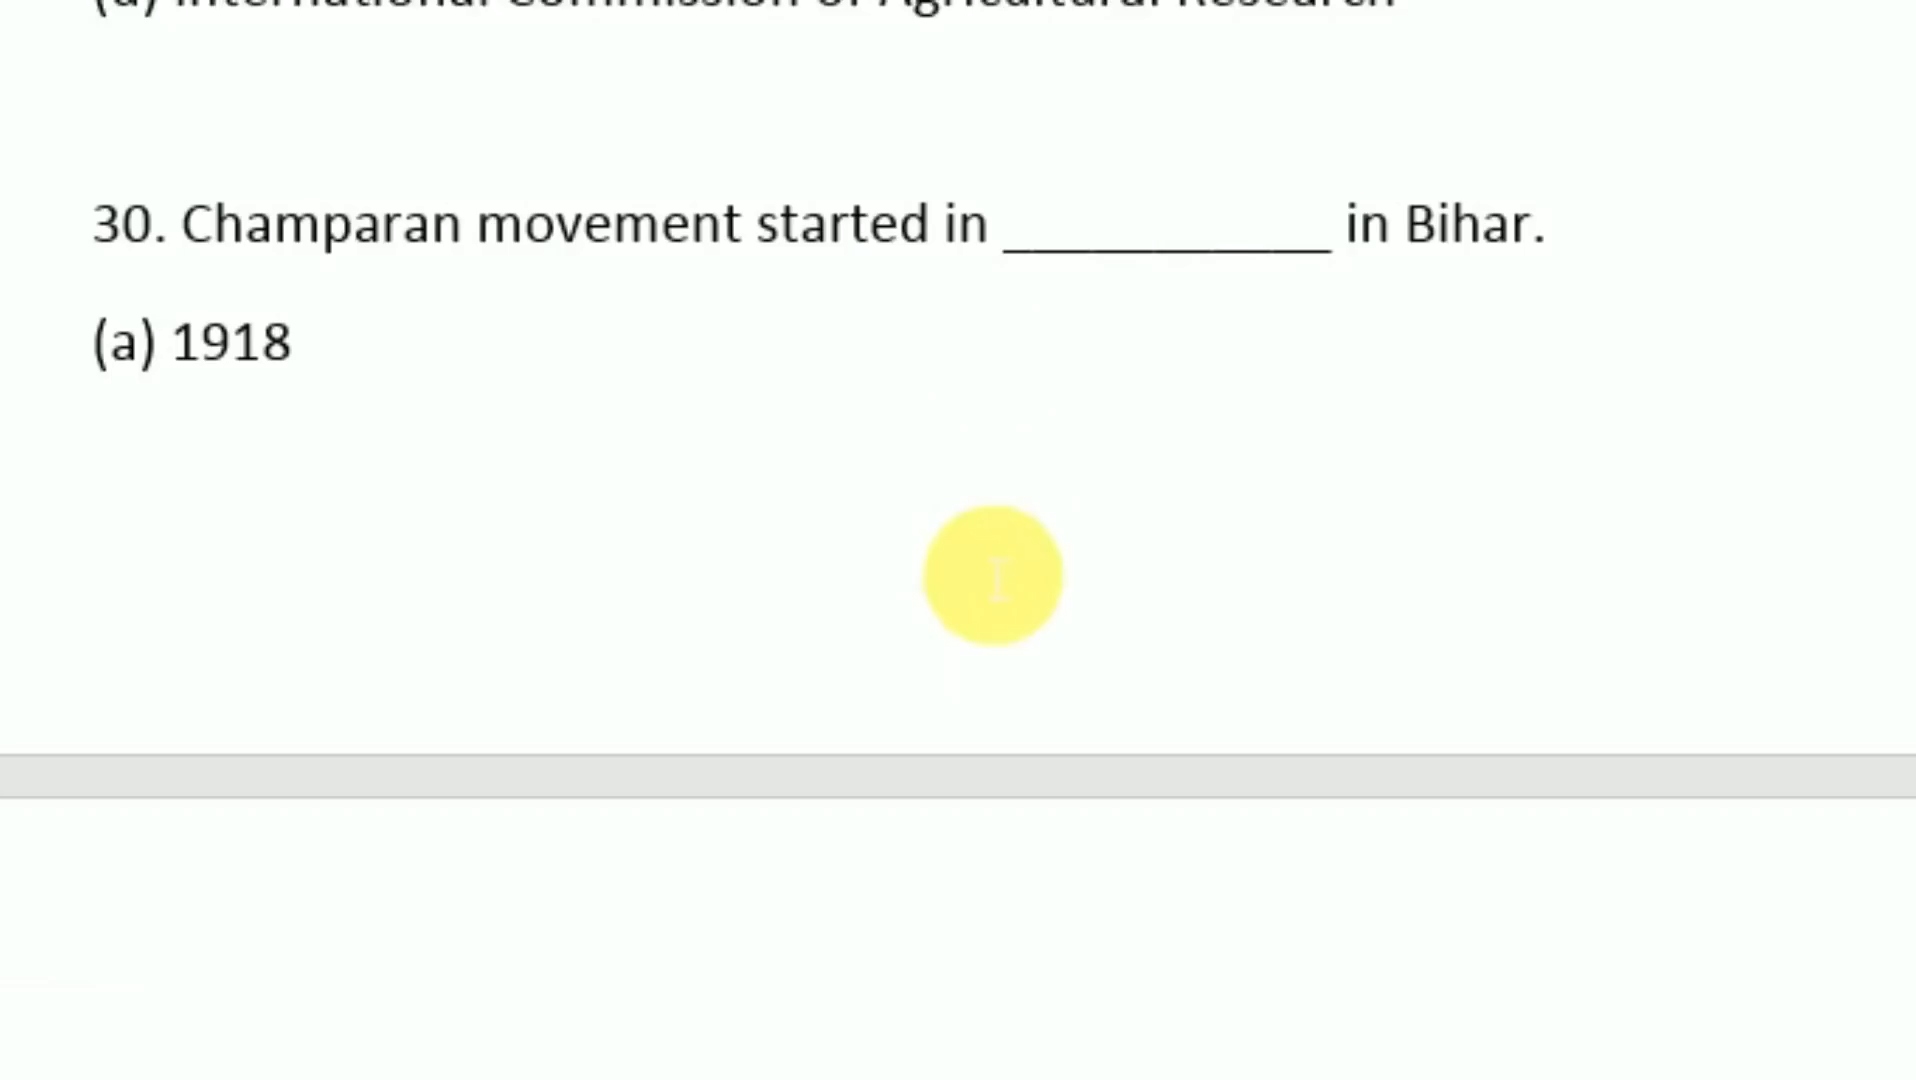 (d) International Commission of Agricultural Research
30. Champaran movement started in ____________ in Bihar.
(a) 1918